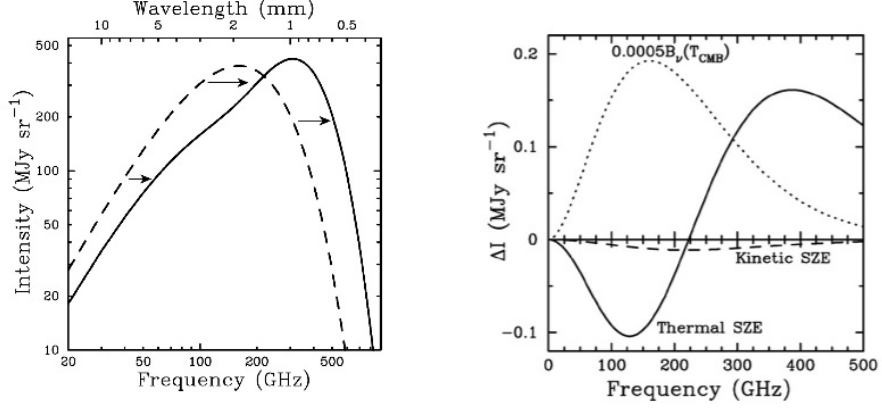 Wavelength (mm)
10 5 2 1 0.5
Intensity (MJy sr⁻¹)
500
200
100
50
20
10
20 50 100 200 500
Frequency (GHz)
ΔI (MJy sr⁻¹)
0.2
0.1
0
−0.1
0.0005Bν(TCMB)
Kinetic SZE
Thermal SZE
0 100 200 300 400 500
Frequency (GHz)